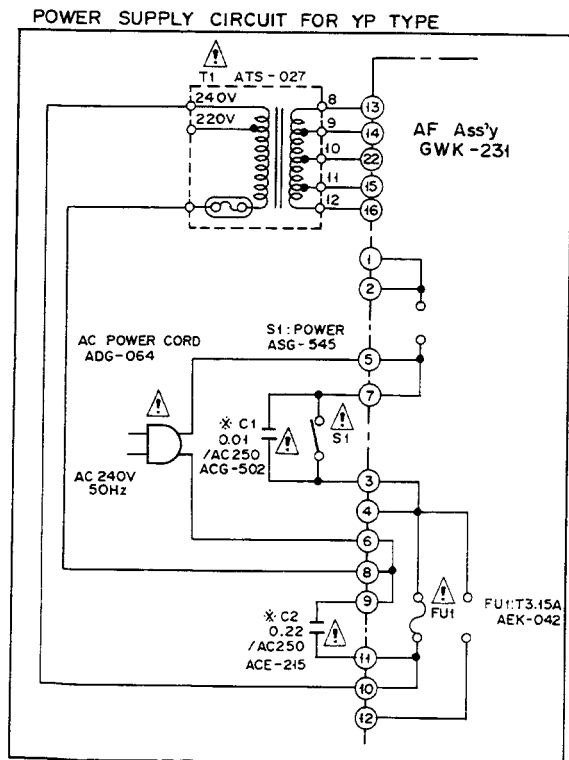 POWER SUPPLY CIRCUIT FOR YP TYPE
T1 ATS-027
240V
220V
8
9
10
11
12
13
14
22
15
16
AF Ass'y
GWK-231
1
2
S1:POWER
ASG-545
AC POWER CORD
ADG-064
5
7
※ C1
0.01
/AC250
ACG-502
S1
AC 240V
50Hz
3
4
6
8
9
※ C2
0.22
/AC250
ACE-215
FU1
FU1:T3.15A
AEK-042
11
10
12